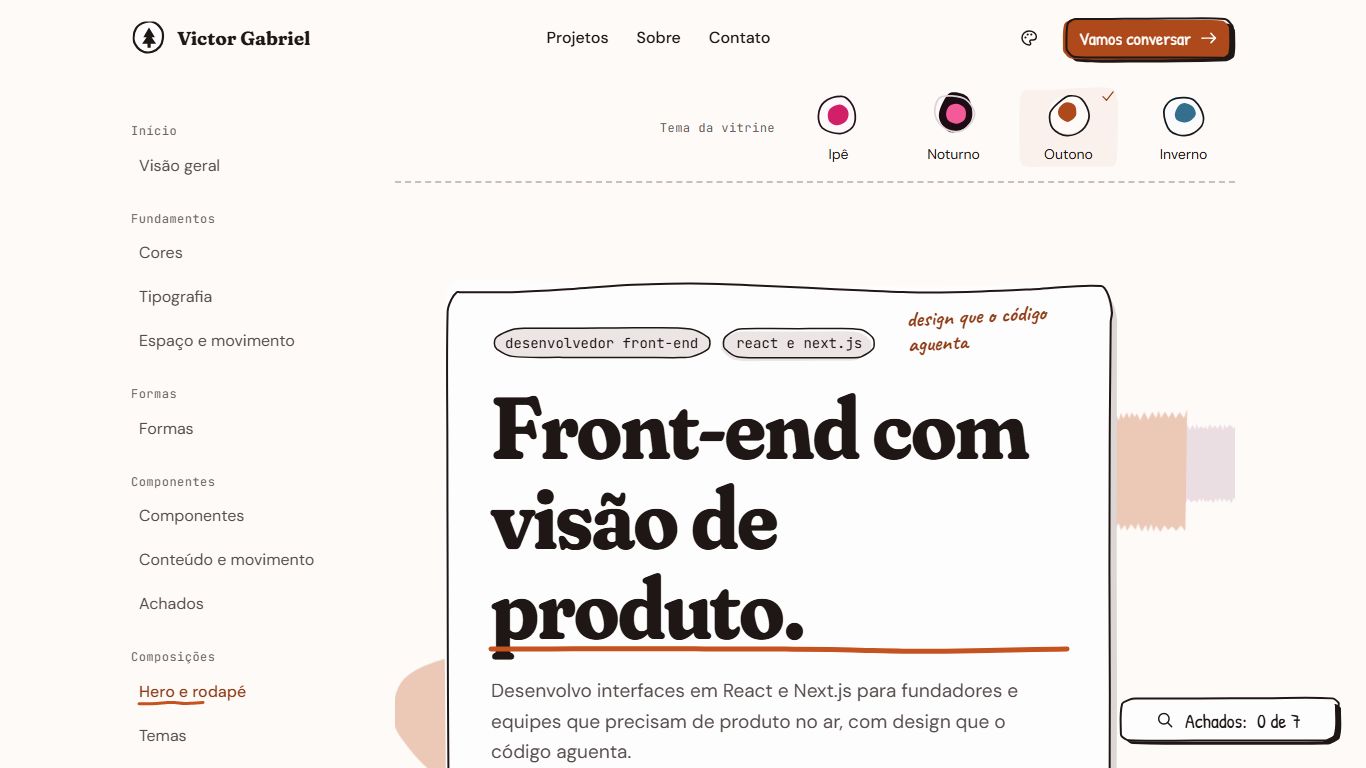 Victor Gabriel
Projetos
Sobre
Contato
Vamos conversar
Início
Visão geral
Fundamentos
Cores
Tipografia
Espaço e movimento
Formas
Formas
Componentes
Componentes
Conteúdo e movimento
Achados
Composições
Hero e rodapé
Temas
Tema da vitrine
Ipê
Noturno
Outono
Inverno
desenvolvedor front-end
react e next.js
design que o código
aguenta
Front-end com
visão de
produto.
Desenvolvo interfaces em React e Next.js para fundadores e
equipes que precisam de produto no ar, com design que o
código aguenta.
Achados: 0 de 7